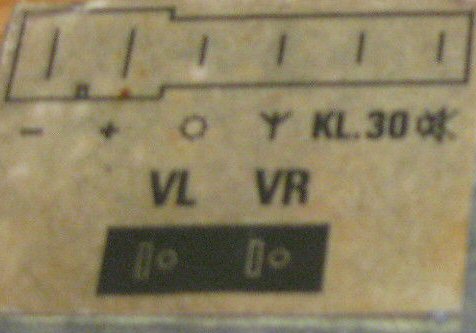 - + KL.30
VL VR